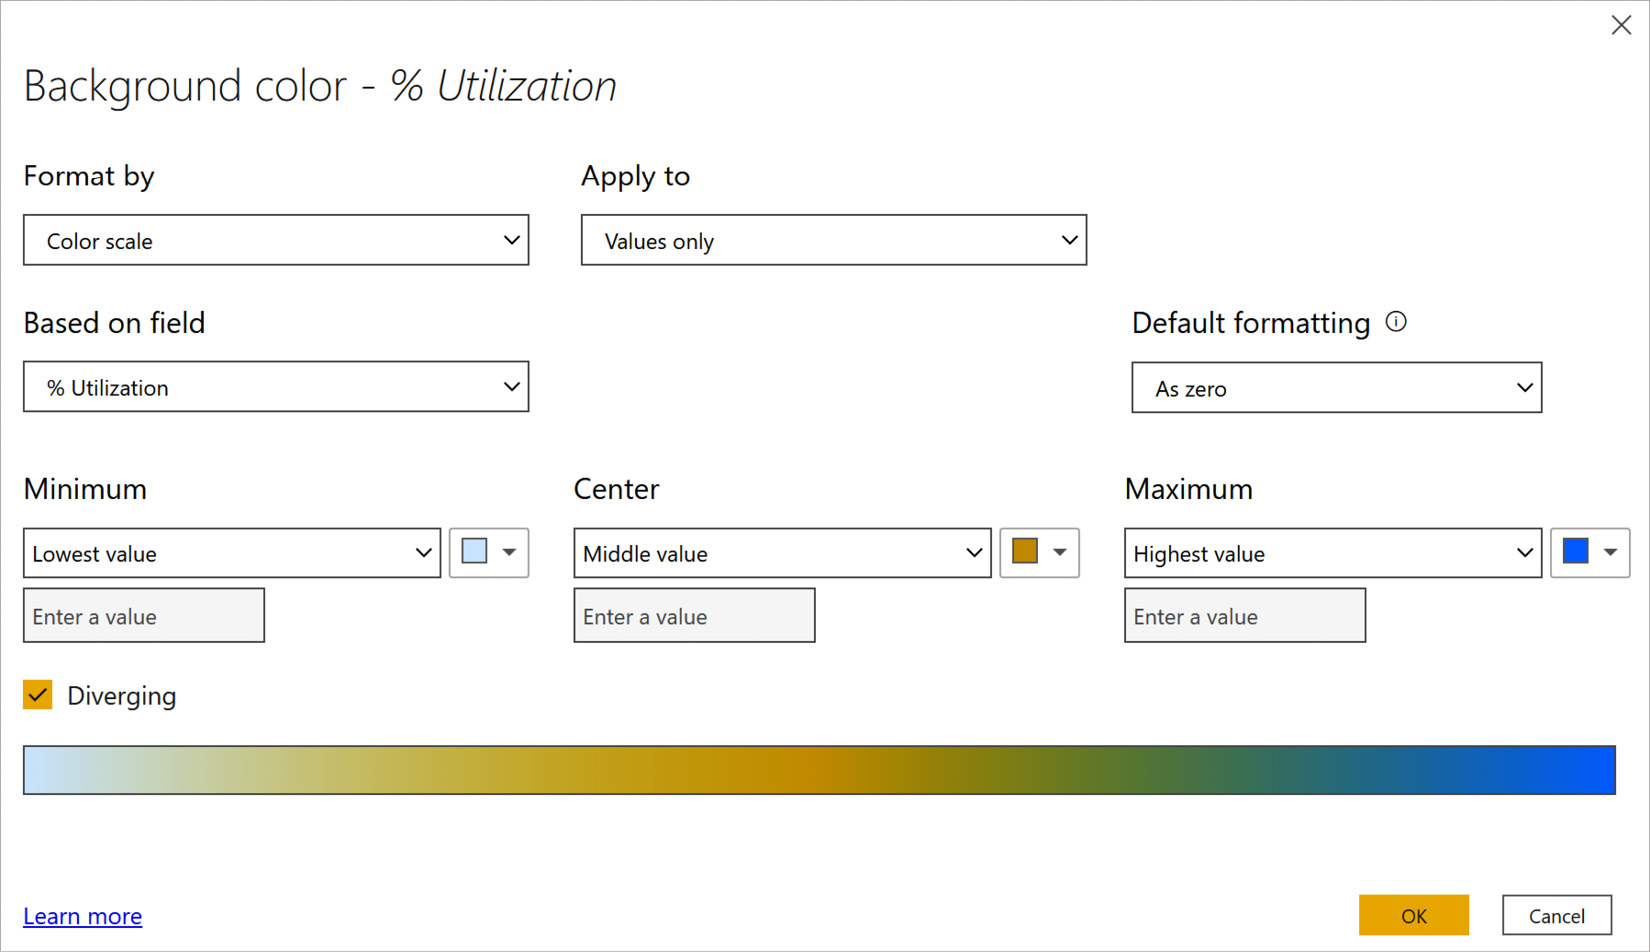 Background color - % Utilization
Format by
Apply to
Color scale
Values only
Based on field
Default formatting
% Utilization
As zero
Minimum
Center
Maximum
Lowest value
Middle value
Highest value
Enter a value
Enter a value
Enter a value
Diverging
Learn more
OK
Cancel